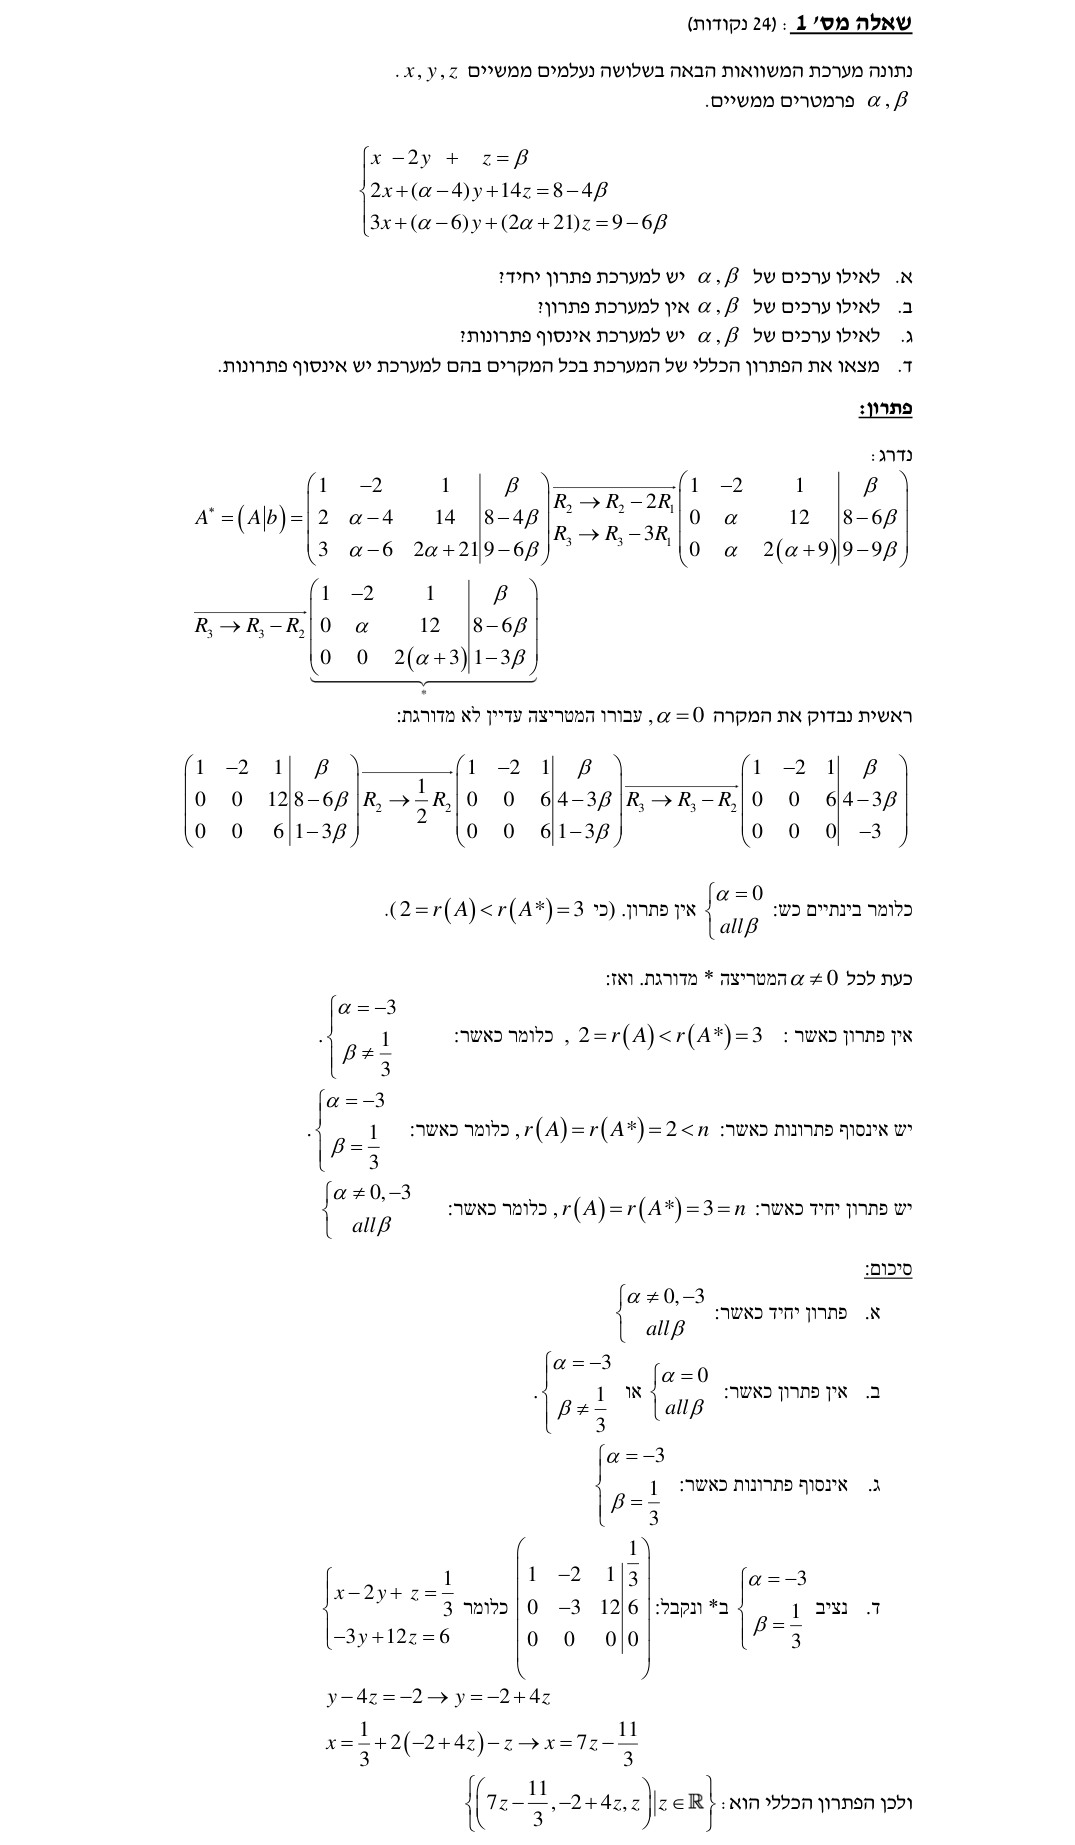 שאלה מס' 1 : (24 נקודות)
נתונה מערכת המשוואות הבאה בשלושה נעלמים ממשיים x, y, z .
α, β פרמטרים ממשיים.
{ x − 2y + z = β
2x + (α − 4)y + 14z = 8 − 4β
3x + (α − 6)y + (2α + 21)z = 9 − 6β
א. לאילו ערכים של α, β יש למערכת פתרון יחיד?
ב. לאילו ערכים של α, β אין למערכת פתרון?
ג. לאילו ערכים של α, β יש למערכת אינסוף פתרונות?
ד. מצאו את הפתרון הכללי של המערכת בכל המקרים בהם למערכת יש אינסוף פתרונות.
פתרון:
נדרג:
A* = (A|b) = (1 −2 1 | β ; 2 α−4 14 | 8−4β ; 3 α−6 2α+21 | 9−6β) R₂ → R₂ − 2R₁ R₃ → R₃ − 3R₁ (1 −2 1 | β ; 0 α 12 | 8−6β ; 0 α 2(α+9) | 9−9β)
R₃ → R₃ − R₂ (1 −2 1 | β ; 0 α 12 | 8−6β ; 0 0 2(α+3) | 1−3β)
*
ראשית נבדוק את המקרה α = 0, עבורו המטריצה עדיין לא מדורגת:
(1 −2 1 | β ; 0 0 12 | 8−6β ; 0 0 6 | 1−3β) R₂ → 1/2 R₂ (1 −2 1 | β ; 0 0 6 | 4−3β ; 0 0 6 | 1−3β) R₃ → R₃ − R₂ (1 −2 1 | β ; 0 0 6 | 4−3β ; 0 0 0 | −3)
כלומר בינתיים כש: { α = 0 ; all β אין פתרון. (כי 2 = r(A) < r(A*) = 3).
כעת לכל α ≠ 0 המטריצה * מדורגת. ואז:
אין פתרון כאשר : 2 = r(A) < r(A*) = 3 , כלומר כאשר: { α = −3 ; β ≠ 1/3 .
יש אינסוף פתרונות כאשר: r(A) = r(A*) = 2 < n, כלומר כאשר: { α = −3 ; β = 1/3 .
יש פתרון יחיד כאשר: r(A) = r(A*) = 3 = n, כלומר כאשר: { α ≠ 0, −3 ; all β
סיכום:
א. פתרון יחיד כאשר: { α ≠ 0, −3 ; all β
ב. אין פתרון כאשר: { α = 0 ; all β או { α = −3 ; β ≠ 1/3 .
ג. אינסוף פתרונות כאשר: { α = −3 ; β = 1/3
ד. נציב { α = −3 ; β = 1/3 ב* ונקבל: (1 −2 1 | 1/3 ; 0 −3 12 | 6 ; 0 0 0 | 0) כלומר { x − 2y + z = 1/3 ; −3y + 12z = 6
y − 4z = −2 → y = −2 + 4z
x = 1/3 + 2(−2 + 4z) − z → x = 7z − 11/3
ולכן הפתרון הכללי הוא: {(7z − 11/3, −2 + 4z, z) | z ∈ ℝ}